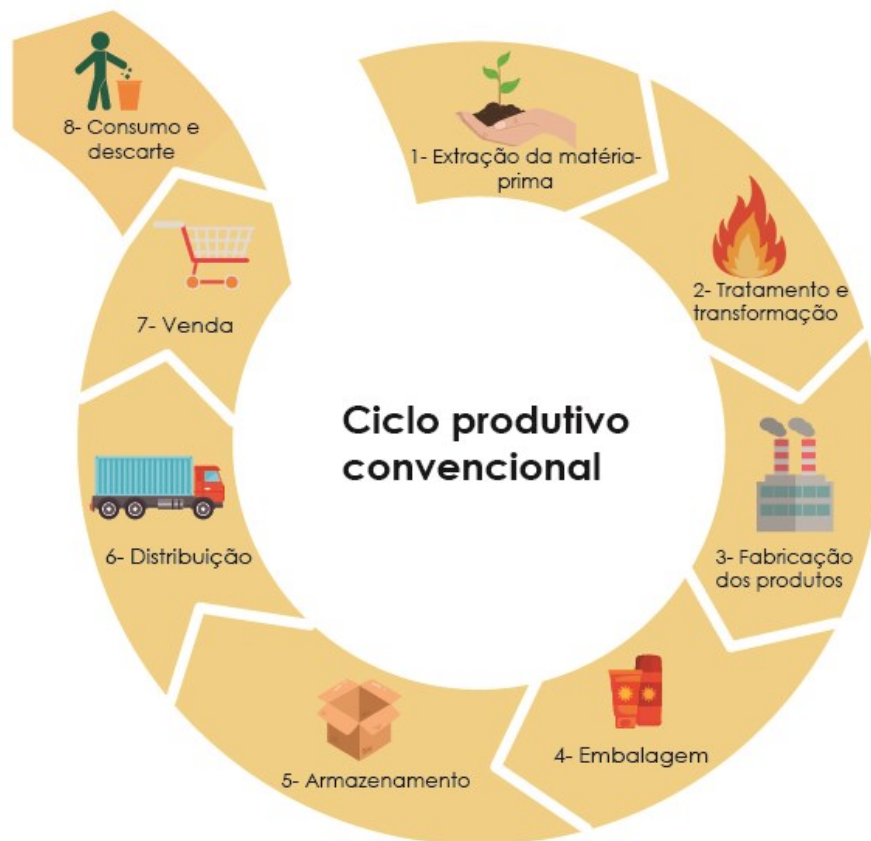 Ciclo produtivo
convencional
1- Extração da matéria-
prima
2- Tratamento e
transformação
3- Fabricação
dos produtos
4- Embalagem
5- Armazenamento
6- Distribuição
7- Venda
8- Consumo e
descarte